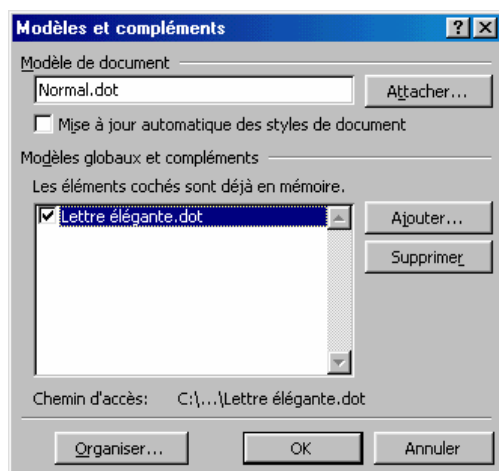 Modèles et compléments
Modèle de document
Normal.dot
Attacher...
Mise à jour automatique des styles de document
Modèles globaux et compléments
Les éléments cochés sont déjà en mémoire.
Lettre élégante.dot
Ajouter...
Supprimer
Chemin d'accès: C:\...\Lettre élégante.dot
Organiser... OK Annuler